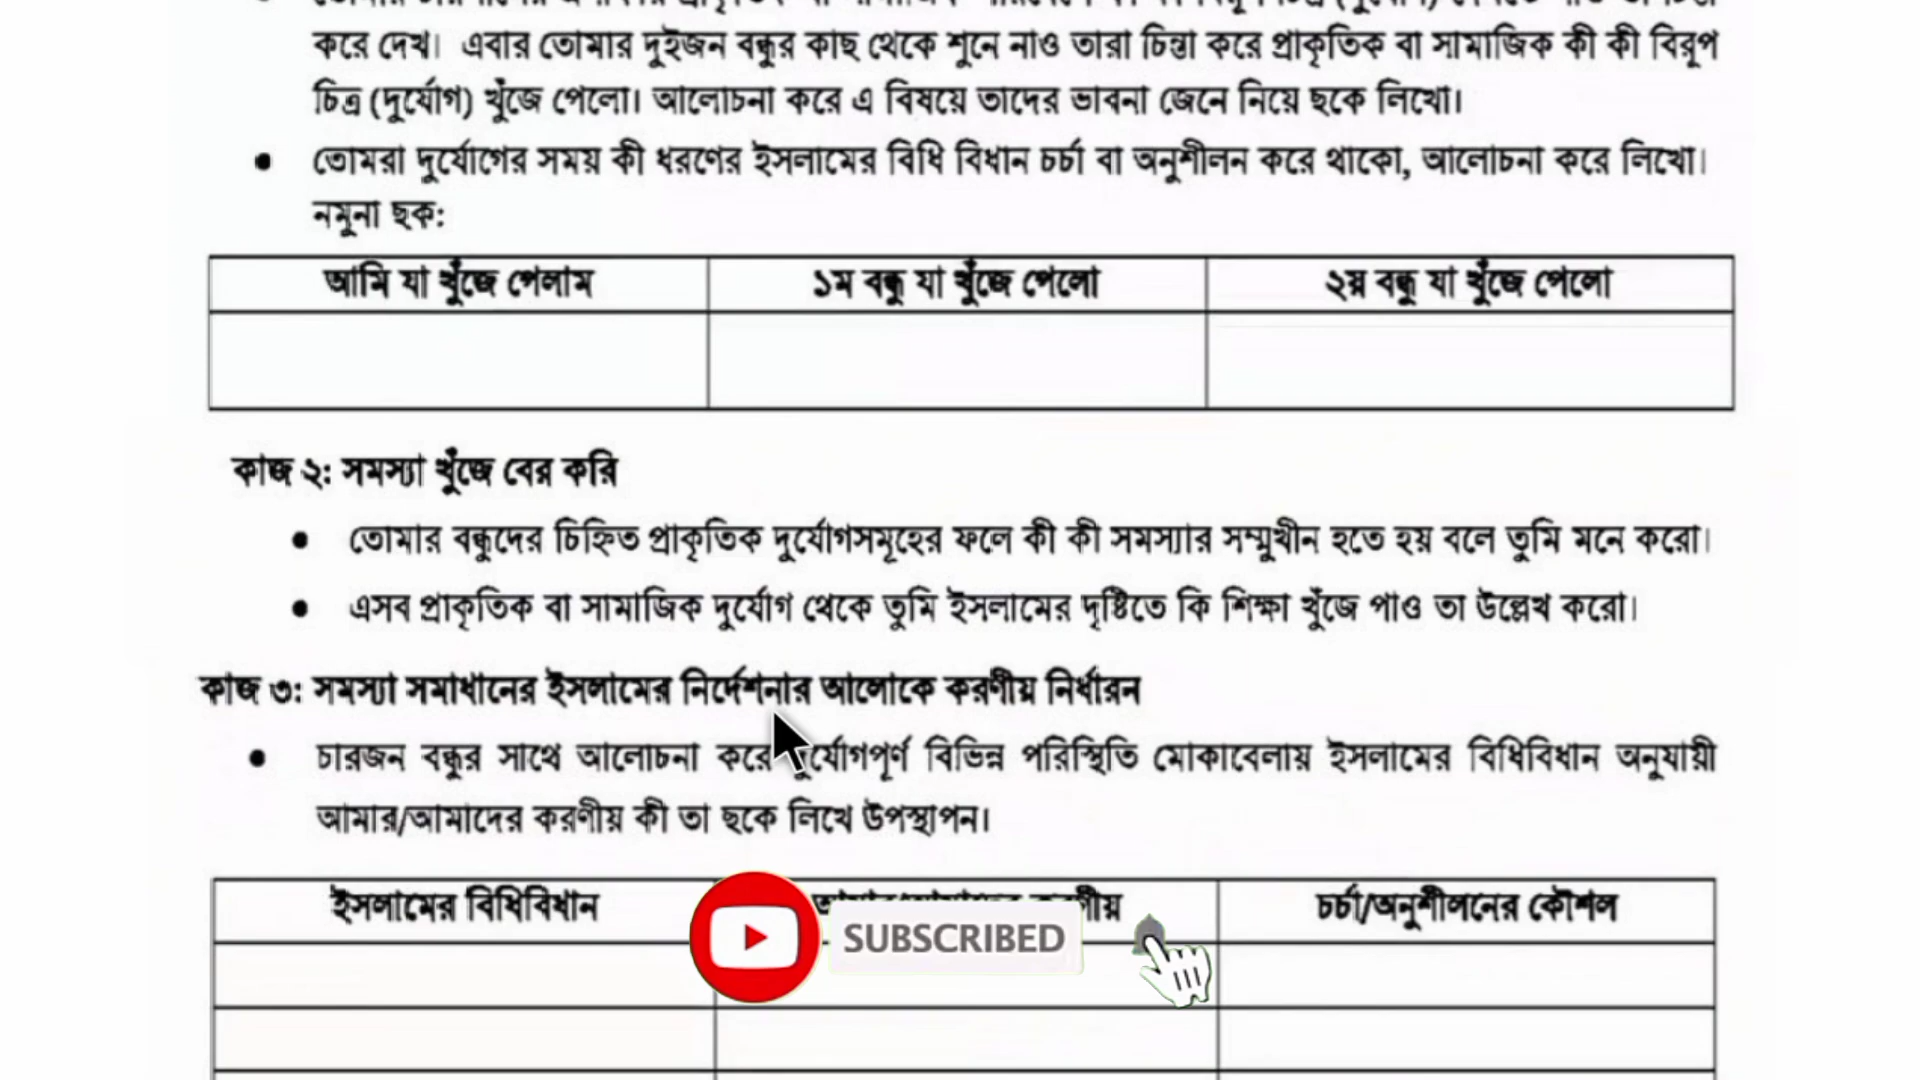 করে দেখ। এবার তোমার দুইজন বন্ধুর কাছ থেকে শুনে নাও তারা চিন্তা করে প্রাকৃতিক বা সামাজিক কী কী বিরূপ
চিত্র (দুর্যোগ) খুঁজে পেলো। আলোচনা করে এ বিষয়ে তাদের ভাবনা জেনে নিয়ে ছকে লিখো।
● তোমরা দুর্যোগের সময় কী ধরণের ইসলামের বিধি বিধান চর্চা বা অনুশীলন করে থাকো, আলোচনা করে লিখো।
নমুনা ছক:
আমি যা খুঁজে পেলাম ১ম বন্ধু যা খুঁজে পেলো ২য় বন্ধু যা খুঁজে পেলো
কাজ ২: সমস্যা খুঁজে বের করি
● তোমার বন্ধুদের চিহ্নিত প্রাকৃতিক দুর্যোগসমূহের ফলে কী কী সমস্যার সম্মুখীন হতে হয় বলে তুমি মনে করো।
● এসব প্রাকৃতিক বা সামাজিক দুর্যোগ থেকে তুমি ইসলামের দৃষ্টিতে কি শিক্ষা খুঁজে পাও তা উল্লেখ করো।
কাজ ৩: সমস্যা সমাধানের ইসলামের নির্দেশনার আলোকে করণীয় নির্ধারন
● চারজন বন্ধুর সাথে আলোচনা করে দুর্যোগপূর্ণ বিভিন্ন পরিস্থিতি মোকাবেলায় ইসলামের বিধিবিধান অনুযায়ী
আমার/আমাদের করণীয় কী তা ছকে লিখে উপস্থাপন।
ইসলামের বিধিবিধান চর্চা/অনুশীলনের কৌশল
SUBSCRIBED